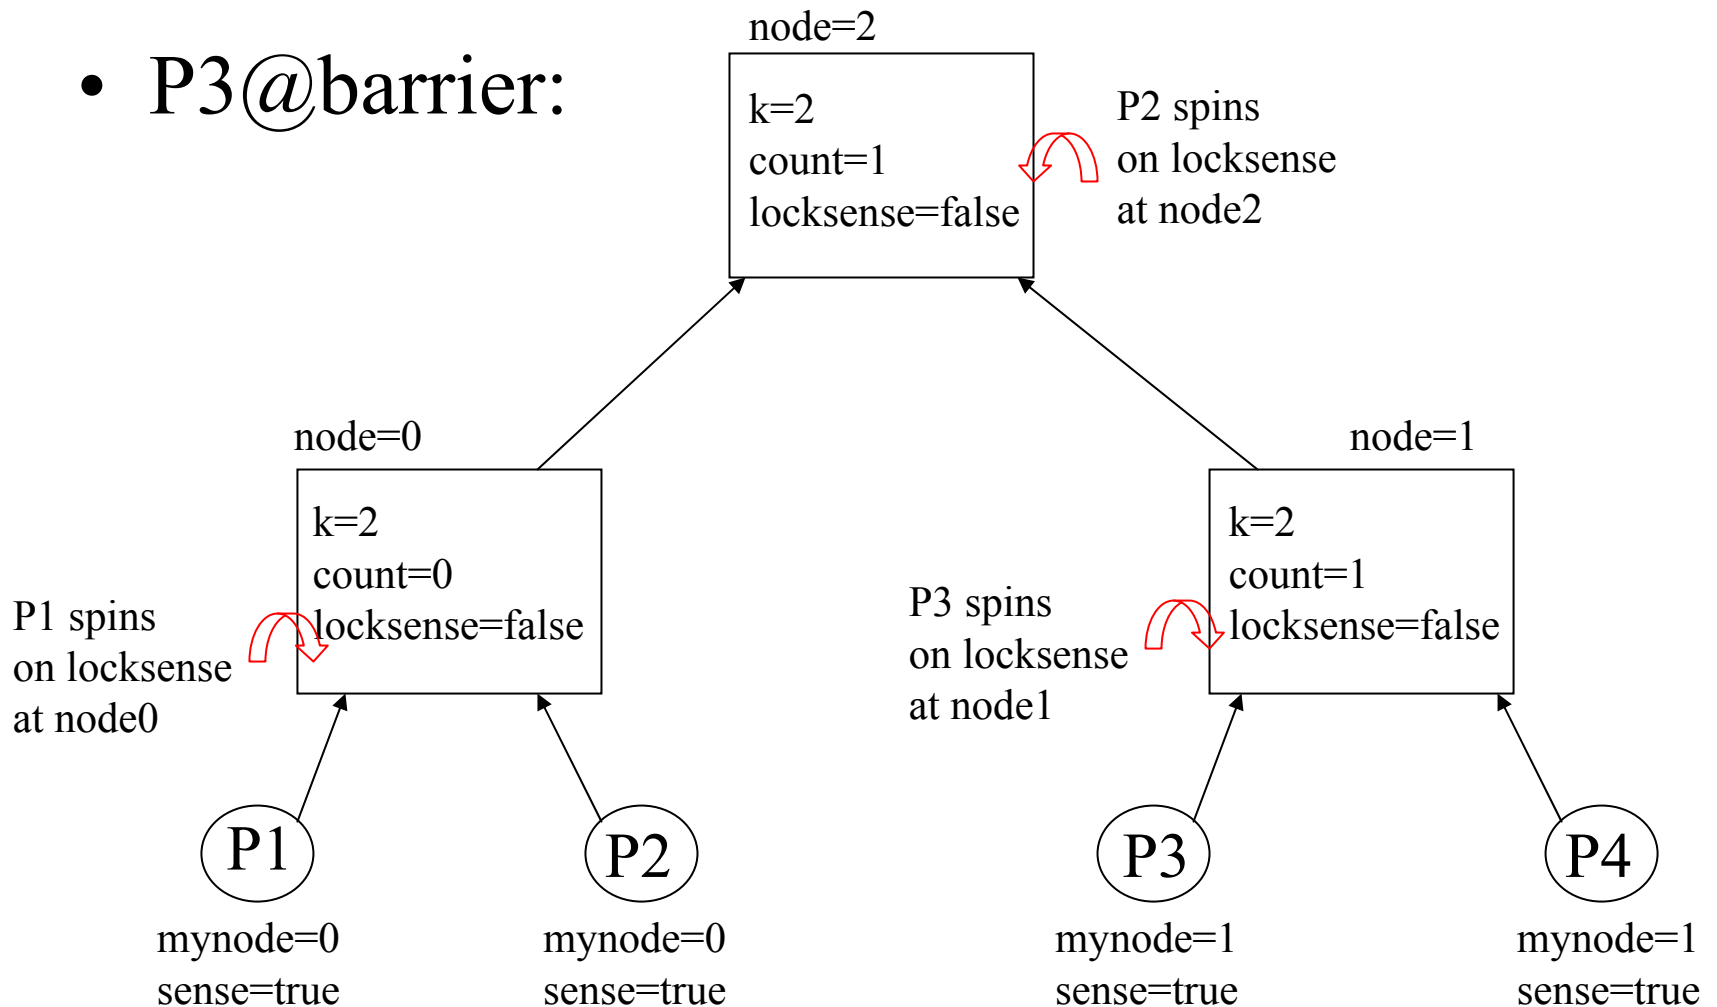 • P3@barrier:
node=2
k=2
count=1
locksense=false
P2 spins
on locksense
at node2
node=0
k=2
count=0
locksense=false
P1 spins
on locksense
at node0
node=1
k=2
count=1
locksense=false
P3 spins
on locksense
at node1
P1
mynode=0
sense=true
P2
mynode=0
sense=true
P3
mynode=1
sense=true
P4
mynode=1
sense=true